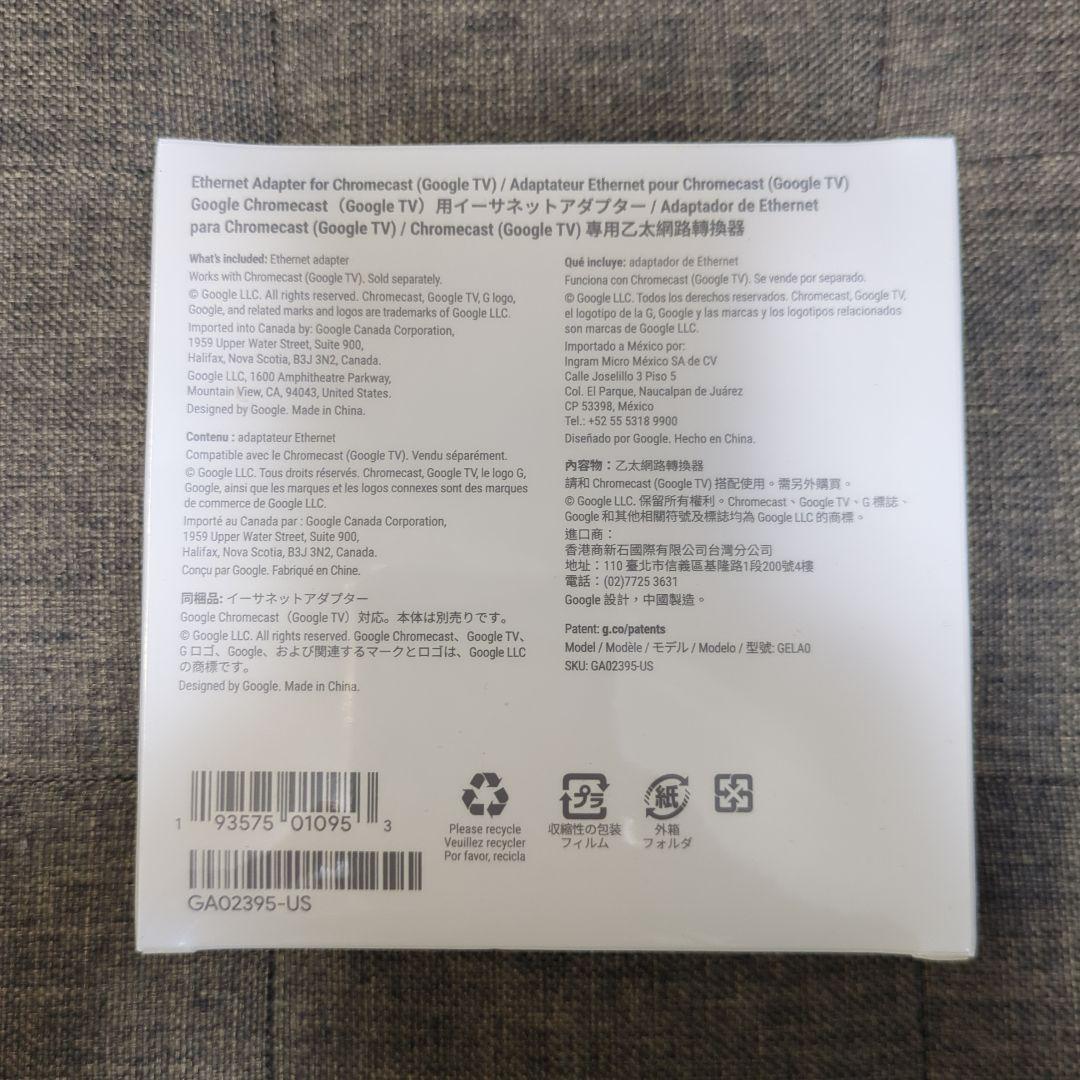 Ethernet Adapter for Chromecast (Google TV) / Adaptateur Ethernet pour Chromecast (Google TV)
Google Chromecast（Google TV）用イーサネットアダプター / Adaptador de Ethernet
para Chromecast (Google TV) / Chromecast (Google TV) 專用乙太網路轉換器
What's included: Ethernet adapter
Works with Chromecast (Google TV). Sold separately.
© Google LLC. All rights reserved. Chromecast, Google TV, G logo,
Google, and related marks and logos are trademarks of Google LLC.
Imported into Canada by: Google Canada Corporation,
1959 Upper Water Street, Suite 900,
Halifax, Nova Scotia, B3J 3N2, Canada.
Google LLC, 1600 Amphitheatre Parkway,
Mountain View, CA, 94043, United States.
Designed by Google. Made in China.
Contenu : adaptateur Ethernet
Compatible avec le Chromecast (Google TV). Vendu séparément.
© Google LLC. Tous droits réservés. Chromecast, Google TV, le logo G,
Google, ainsi que les marques et les logos connexes sont des marques
de commerce de Google LLC.
Importé au Canada par : Google Canada Corporation,
1959 Upper Water Street, Suite 900,
Halifax, Nova Scotia, B3J 3N2, Canada.
Conçu par Google. Fabriqué en Chine.
同梱品: イーサネットアダプター
Google Chromecast（Google TV）対応。本体は別売りです。
© Google LLC. All rights reserved. Google Chromecast、Google TV、
G ロゴ、Google、および関連するマークとロゴは、Google LLC
の商標です。
Designed by Google. Made in China.
Qué incluye: adaptador de Ethernet
Funciona con Chromecast (Google TV). Se vende por separado.
© Google LLC. Todos los derechos reservados. Chromecast, Google TV,
el logotipo de la G, Google y las marcas y los logotipos relacionados
son marcas de Google LLC.
Importado a México por:
Ingram Micro México SA de CV
Calle Joselillo 3 Piso 5
Col. El Parque, Naucalpan de Juárez
CP 53398, México
Tel.: +52 55 5318 9900
Diseñado por Google. Hecho en China.
內容物：乙太網路轉換器
請和 Chromecast (Google TV) 搭配使用。需另外購買。
© Google LLC. 保留所有權利。Chromecast、Google TV、G 標誌、
Google 和其他相關符號及標誌均為 Google LLC 的商標。
進口商：
香港商新石國際有限公司台灣分公司
地址：110 臺北市信義區基隆路1段200號4樓
電話：(02)7725 3631
Google 設計，中國製造。
Patent: g.co/patents
Model / Modèle / モデル / Modelo / 型號: GELA0
SKU: GA02395-US
1 93575 01095 3
GA02395-US
Please recycle
Veuillez recycler
Por favor, recicla
プラ
収縮性の包装
フィルム
紙
外箱
フォルダ